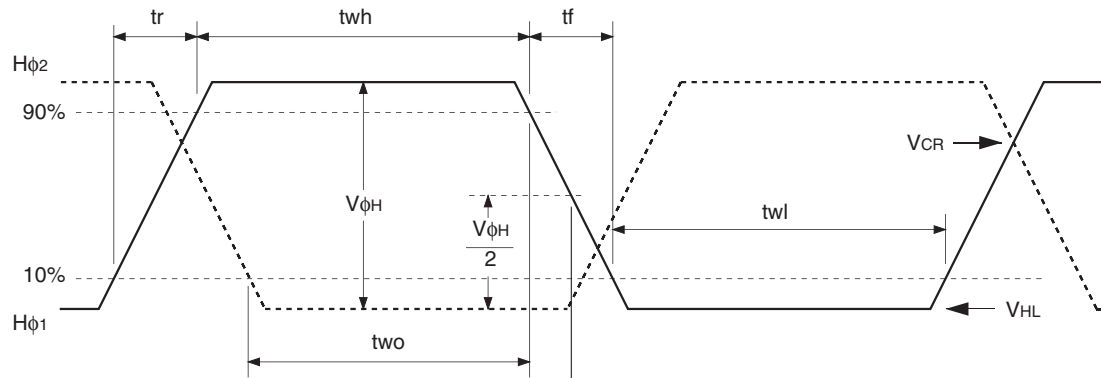 tr twh tf
Hϕ2
90%
VCR
VϕH
VϕH
2
twl
10%
Hϕ1
VHL
two